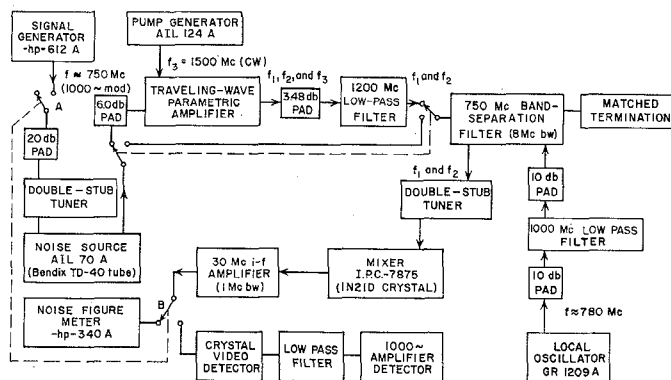 SIGNAL
GENERATOR
-hp-612 A
PUMP GENERATOR
AIL 124 A
f ≈ 750 Mc
(1000~mod)
A
f₃ = 1500 Mc (CW)
6.0db
PAD
TRAVELING-WAVE
PARAMETRIC
AMPLIFIER
f₁, f₂, and f₃
3.48 db
PAD
1200 Mc
LOW-PASS
FILTER
f₁ and f₂
750 Mc BAND-
SEPARATION
FILTER (8Mc bw)
MATCHED
TERMINATION
20 db
PAD
DOUBLE-STUB
TUNER
NOISE SOURCE
AIL 70 A
(Bendix TD-40 tube)
f₁ and f₂
DOUBLE-STUB
TUNER
10 db
PAD
1000 Mc LOW PASS
FILTER
10 db
PAD
f≈780 Mc
LOCAL
OSCILLATOR
GR 1209 A
30 Mc i-f
AMPLIFIER
(1 Mc bw)
MIXER
I.P.C.-7875
(IN21D CRYSTAL)
B
NOISE FIGURE
METER
-hp-340 A
CRYSTAL
VIDEO
DETECTOR
LOW PASS
FILTER
1000~
AMPLIFIER
DETECTOR